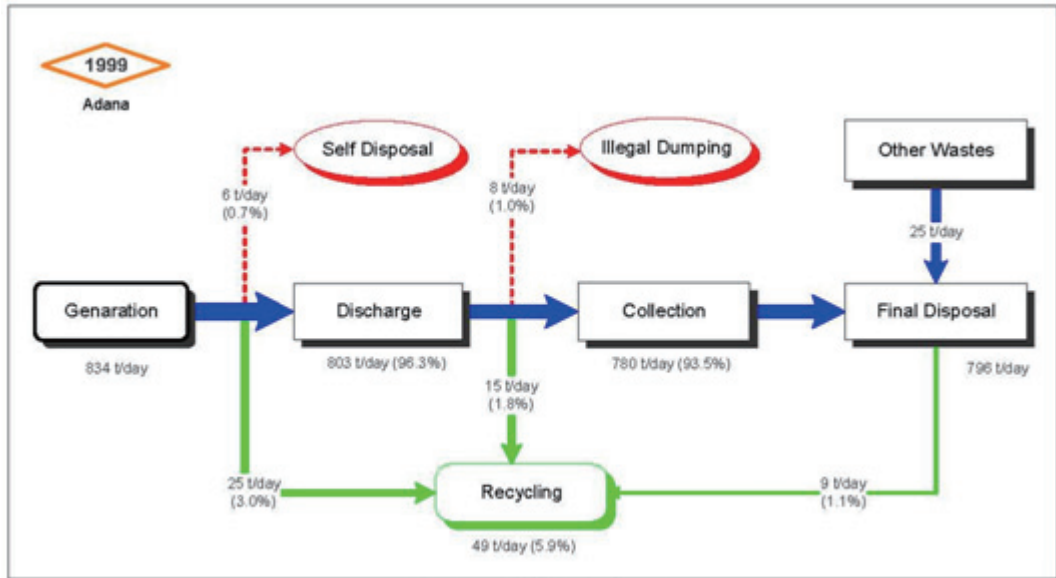 1999
Adana
Self Disposal
Illegal Dumping
Other Wastes
6 t/day
(0.7%)
8 t/day
(1.0%)
25 t/day
Genaration
Discharge
Collection
Final Disposal
834 t/day
803 t/day (96.3%)
780 t/day (93.5%)
796 t/day
15 t/day
(1.8%)
25 t/day
(3.0%)
Recycling
9 t/day
(1.1%)
49 t/day (5.9%)